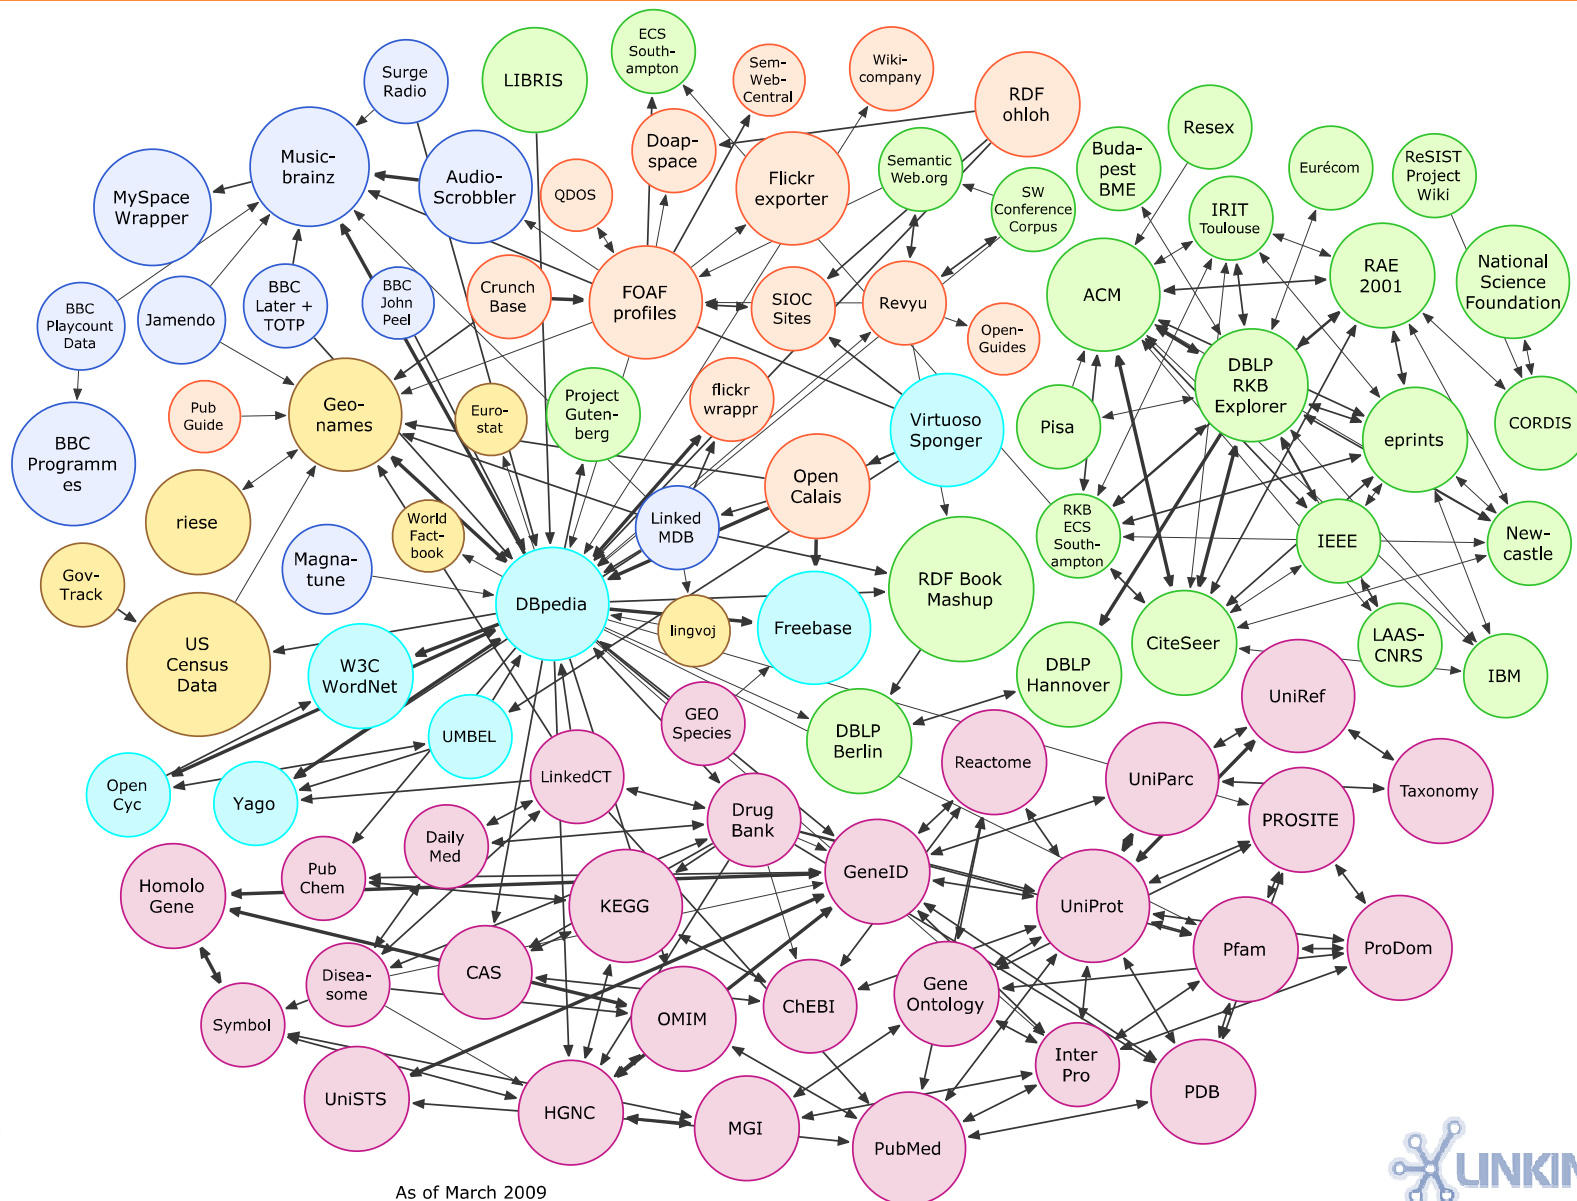 ECS
South-
ampton
Surge
Radio
LIBRIS
Sem-
Web-
Central
Wiki-
company
RDF
ohloh
Resex
Music-
brainz
Doap-
space
Flickr
exporter
Semantic
Web.org
Buda-
pest
BME
Eurécom
ReSIST
Project
Wiki
MySpace
Wrapper
Audio-
Scrobbler
QDOS
SW
Conference
Corpus
IRIT
Toulouse
BBC
Playcount
Data
Jamendo
BBC
Later +
TOTP
BBC
John
Peel
Crunch
Base
FOAF
profiles
SIOC
Sites
Revyu
Open-
Guides
ACM
RAE
2001
National
Science
Foundation
Pub
Guide
Geo-
names
Euro-
stat
Project
Guten-
berg
flickr
wrappr
Virtuoso
Sponger
Pisa
DBLP
RKB
Explorer
eprints
CORDIS
BBC
Programm
es
riese
World
Fact-
book
Linked
MDB
Open
Calais
RKB
ECS
South-
ampton
IEEE
New-
castle
Gov-
Track
Magna-
tune
DBpedia
RDF Book
Mashup
US
Census
Data
W3C
WordNet
lingvoj
Freebase
DBLP
Hannover
CiteSeer
LAAS-
CNRS
IBM
Open
Cyc
Yago
UMBEL
GEO
Species
DBLP
Berlin
UniRef
LinkedCT
Reactome
UniParc
Taxonomy
Daily
Med
Drug
Bank
PROSITE
Homolo
Gene
Pub
Chem
KEGG
GeneID
UniProt
Pfam
ProDom
Disea-
some
CAS
OMIM
ChEBI
Gene
Ontology
Symbol
Inter
Pro
UniSTS
HGNC
MGI
PubMed
PDB
As of March 2009
LINKIN